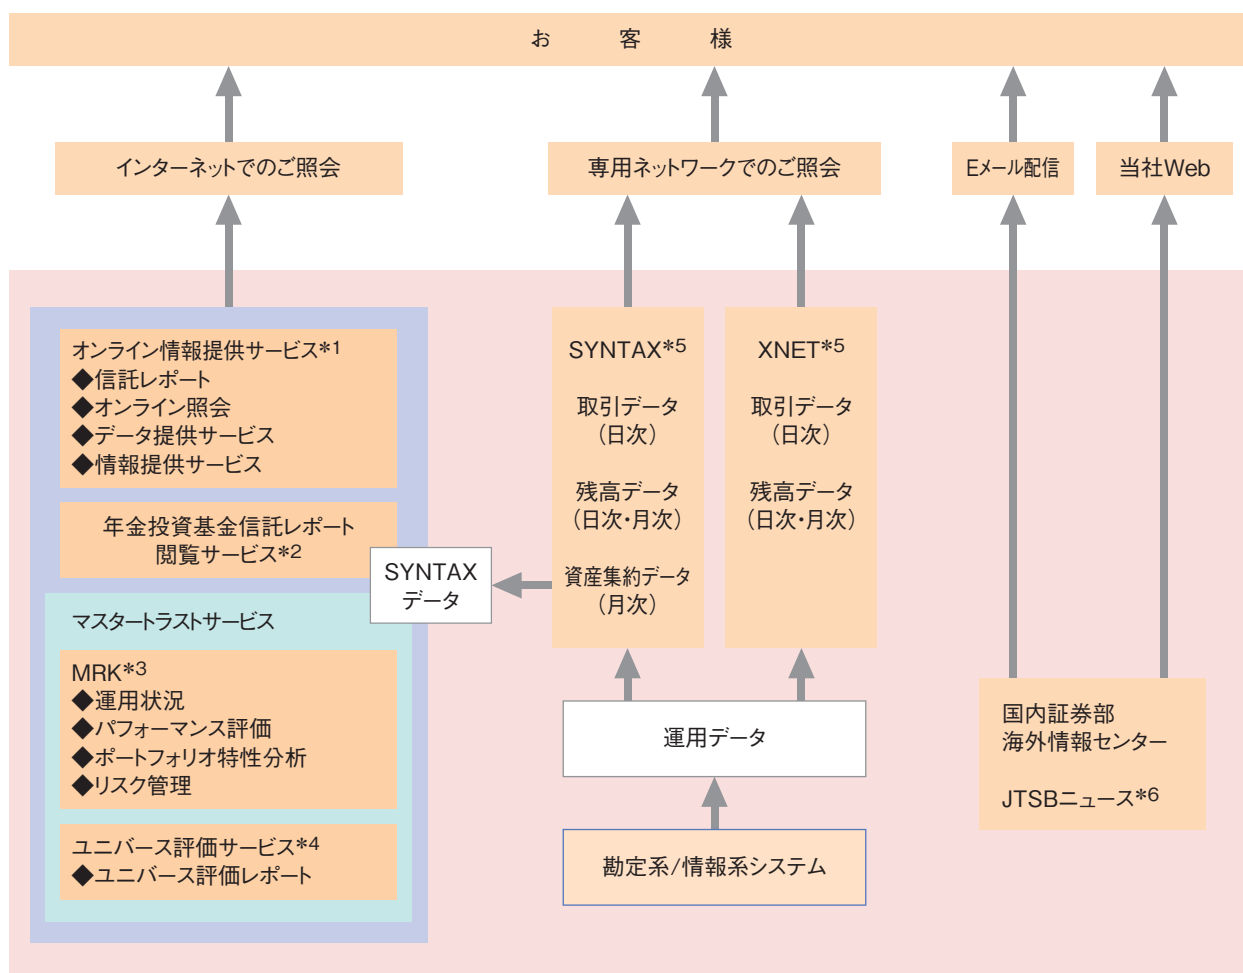 お客様
インターネットでのご照会
専用ネットワークでのご照会
Eメール配信
当社Web
オンライン情報提供サービス*1
◆信託レポート
◆オンライン照会
◆データ提供サービス
◆情報提供サービス
年金投資基金信託レポート
閲覧サービス*2
SYNTAX
データ
マスタートラストサービス
MRK*3
◆運用状況
◆パフォーマンス評価
◆ポートフォリオ特性分析
◆リスク管理
ユニバース評価サービス*4
◆ユニバース評価レポート
SYNTAX*5
取引データ
(日次)
残高データ
(日次・月次)
資産集約データ
(月次)
XNET*5
取引データ
(日次)
残高データ
(日次・月次)
運用データ
勘定系/情報系システム
国内証券部
海外情報センター
JTSBニュース*6